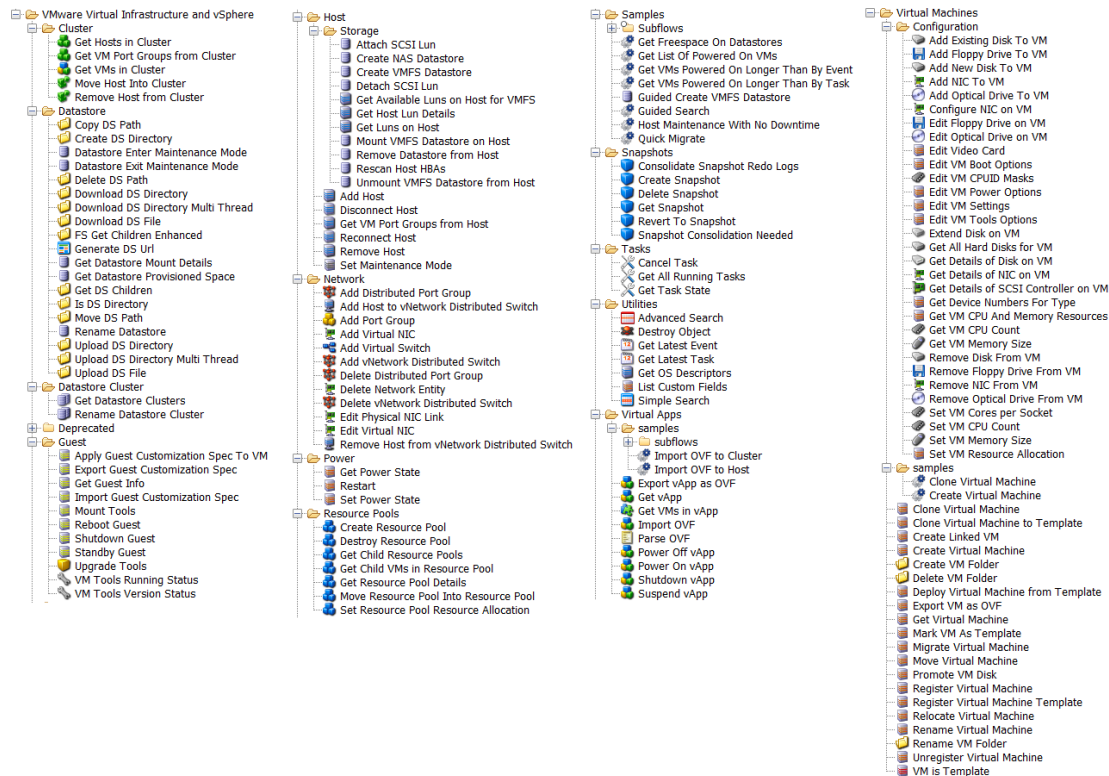 VMware Virtual Infrastructure and vSphere
Cluster
Get Hosts in Cluster
Get VM Port Groups from Cluster
Get VMs in Cluster
Move Host Into Cluster
Remove Host from Cluster
Datastore
Copy DS Path
Create DS Directory
Datastore Enter Maintenance Mode
Datastore Exit Maintenance Mode
Delete DS Path
Download DS Directory
Download DS Directory Multi Thread
Download DS File
FS Get Children Enhanced
Generate DS Url
Get Datastore Mount Details
Get Datastore Provisioned Space
Get DS Children
Is DS Directory
Move DS Path
Rename Datastore
Upload DS Directory
Upload DS Directory Multi Thread
Upload DS File
Datastore Cluster
Get Datastore Clusters
Rename Datastore Cluster
Deprecated
Guest
Apply Guest Customization Spec To VM
Export Guest Customization Spec
Get Guest Info
Import Guest Customization Spec
Mount Tools
Reboot Guest
Shutdown Guest
Standby Guest
Upgrade Tools
VM Tools Running Status
VM Tools Version Status
Host
Storage
Attach SCSI Lun
Create NAS Datastore
Create VMFS Datastore
Detach SCSI Lun
Get Available Luns on Host for VMFS
Get Host Lun Details
Get Luns on Host
Mount VMFS Datastore on Host
Remove Datastore from Host
Rescan Host HBAs
Unmount VMFS Datastore from Host
Add Host
Disconnect Host
Get VM Port Groups from Host
Reconnect Host
Remove Host
Set Maintenance Mode
Network
Add Distributed Port Group
Add Host to vNetwork Distributed Switch
Add Port Group
Add Virtual NIC
Add Virtual Switch
Add vNetwork Distributed Switch
Delete Distributed Port Group
Delete Network Entity
Delete vNetwork Distributed Switch
Edit Physical NIC Link
Edit Virtual NIC
Remove Host from vNetwork Distributed Switch
Power
Get Power State
Restart
Set Power State
Resource Pools
Create Resource Pool
Destroy Resource Pool
Get Child Resource Pools
Get Child VMs in Resource Pool
Get Resource Pool Details
Move Resource Pool Into Resource Pool
Set Resource Pool Resource Allocation
Samples
Subflows
Get Freespace On Datastores
Get List Of Powered On VMs
Get VMs Powered On Longer Than By Event
Get VMs Powered On Longer Than By Task
Guided Create VMFS Datastore
Guided Search
Host Maintenance With No Downtime
Quick Migrate
Snapshots
Consolidate Snapshot Redo Logs
Create Snapshot
Delete Snapshot
Get Snapshot
Revert To Snapshot
Snapshot Consolidation Needed
Tasks
Cancel Task
Get All Running Tasks
Get Task State
Utilities
Advanced Search
Destroy Object
Get Latest Event
Get Latest Task
Get OS Descriptors
List Custom Fields
Simple Search
Virtual Apps
samples
subflows
Import OVF to Cluster
Import OVF to Host
Export vApp as OVF
Get vApp
Get VMs in vApp
Import OVF
Parse OVF
Power Off vApp
Power On vApp
Shutdown vApp
Suspend vApp
Virtual Machines
Configuration
Add Existing Disk To VM
Add Floppy Drive To VM
Add New Disk To VM
Add NIC To VM
Add Optical Drive To VM
Configure NIC on VM
Edit Floppy Drive on VM
Edit Optical Drive on VM
Edit Video Card
Edit VM Boot Options
Edit VM CPUID Masks
Edit VM Power Options
Edit VM Settings
Edit VM Tools Options
Extend Disk on VM
Get All Hard Disks for VM
Get Details of Disk on VM
Get Details of NIC on VM
Get Details of SCSI Controller on VM
Get Device Numbers For Type
Get VM CPU And Memory Resources
Get VM CPU Count
Get VM Memory Size
Remove Disk From VM
Remove Floppy Drive From VM
Remove NIC From VM
Remove Optical Drive From VM
Set VM Cores per Socket
Set VM CPU Count
Set VM Memory Size
Set VM Resource Allocation
samples
Clone Virtual Machine
Create Virtual Machine
Clone Virtual Machine
Clone Virtual Machine to Template
Create Linked VM
Create Virtual Machine
Create VM Folder
Delete VM Folder
Deploy Virtual Machine from Template
Export VM as OVF
Get Virtual Machine
Mark VM As Template
Migrate Virtual Machine
Move Virtual Machine
Promote VM Disk
Register Virtual Machine
Register Virtual Machine Template
Relocate Virtual Machine
Rename Virtual Machine
Rename VM Folder
Unregister Virtual Machine
VM is Template